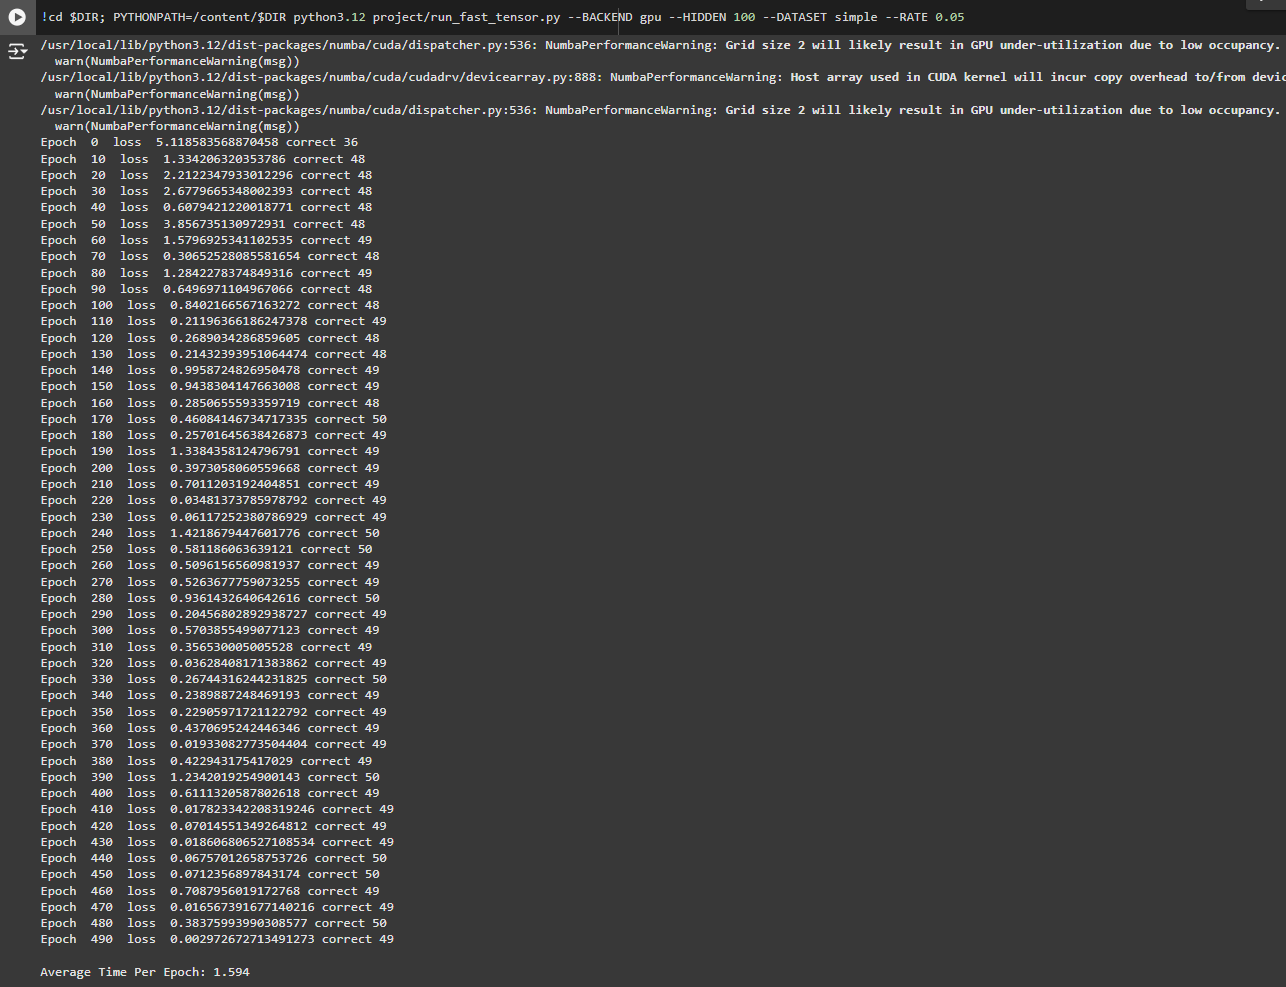 !cd $DIR; PYTHONPATH=/content/$DIR python3.12 project/run_fast_tensor.py --BACKEND gpu --HIDDEN 100 --DATASET simple --RATE 0.05
/usr/local/lib/python3.12/dist-packages/numba/cuda/dispatcher.py:536: NumbaPerformanceWarning: Grid size 2 will likely result in GPU under-utilization due to low occupancy.
warn(NumbaPerformanceWarning(msg))
/usr/local/lib/python3.12/dist-packages/numba/cuda/cudadrv/devicearray.py:888: NumbaPerformanceWarning: Host array used in CUDA kernel will incur copy overhead to/from devic
warn(NumbaPerformanceWarning(msg))
/usr/local/lib/python3.12/dist-packages/numba/cuda/dispatcher.py:536: NumbaPerformanceWarning: Grid size 2 will likely result in GPU under-utilization due to low occupancy.
warn(NumbaPerformanceWarning(msg))
Epoch 0 loss 5.118583568870458 correct 36
Epoch 10 loss 1.334206320353786 correct 48
Epoch 20 loss 2.2122347933012296 correct 48
Epoch 30 loss 2.6779665348002393 correct 48
Epoch 40 loss 0.6079421220018771 correct 48
Epoch 50 loss 3.856735130972931 correct 48
Epoch 60 loss 1.5796925341102535 correct 49
Epoch 70 loss 0.30652528085581654 correct 48
Epoch 80 loss 1.2842278374849316 correct 49
Epoch 90 loss 0.6496971104967066 correct 48
Epoch 100 loss 0.8402166567163272 correct 48
Epoch 110 loss 0.21196366186247378 correct 49
Epoch 120 loss 0.2689034286859605 correct 48
Epoch 130 loss 0.21432393951064474 correct 48
Epoch 140 loss 0.9958724826950478 correct 49
Epoch 150 loss 0.9438304147663008 correct 49
Epoch 160 loss 0.2850655593359719 correct 48
Epoch 170 loss 0.46084146734717335 correct 50
Epoch 180 loss 0.25701645638426873 correct 49
Epoch 190 loss 1.3384358124796791 correct 49
Epoch 200 loss 0.3973058060559668 correct 49
Epoch 210 loss 0.7011203192404851 correct 49
Epoch 220 loss 0.03481373785978792 correct 49
Epoch 230 loss 0.06117252380786929 correct 49
Epoch 240 loss 1.4218679447601776 correct 50
Epoch 250 loss 0.581186063639121 correct 50
Epoch 260 loss 0.5096156560981937 correct 49
Epoch 270 loss 0.5263677759073255 correct 49
Epoch 280 loss 0.9361432640642616 correct 50
Epoch 290 loss 0.20456802892938727 correct 49
Epoch 300 loss 0.5703855499077123 correct 49
Epoch 310 loss 0.356530005005528 correct 49
Epoch 320 loss 0.03628408171383862 correct 49
Epoch 330 loss 0.26744316244231825 correct 50
Epoch 340 loss 0.2389887248469193 correct 49
Epoch 350 loss 0.22905971721122792 correct 49
Epoch 360 loss 0.4370695242446346 correct 49
Epoch 370 loss 0.01933082773504404 correct 49
Epoch 380 loss 0.422943175417029 correct 49
Epoch 390 loss 1.2342019254900143 correct 50
Epoch 400 loss 0.6111320587802618 correct 49
Epoch 410 loss 0.017823342208319246 correct 49
Epoch 420 loss 0.07014551349264812 correct 49
Epoch 430 loss 0.018606806527108534 correct 49
Epoch 440 loss 0.06757012658753726 correct 50
Epoch 450 loss 0.0712356897843174 correct 50
Epoch 460 loss 0.7087956019172768 correct 49
Epoch 470 loss 0.016567391677140216 correct 49
Epoch 480 loss 0.38375993990308577 correct 50
Epoch 490 loss 0.002972672713491273 correct 49
Average Time Per Epoch: 1.594